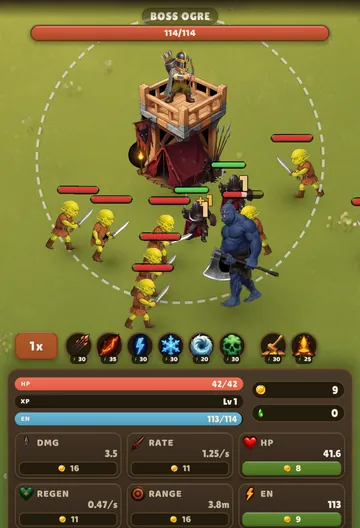 BOSS OGRE
114/114
+1
1
1x
30 35 30 30 20 30 30 25
HP 42/42
9
XP Lv 1
0
EN 113/114
DMG 3.5
16
RATE 1.25/s
11
HP 41.6
8
REGEN 0.47/s
11
RANGE 3.8m
16
EN 113
9